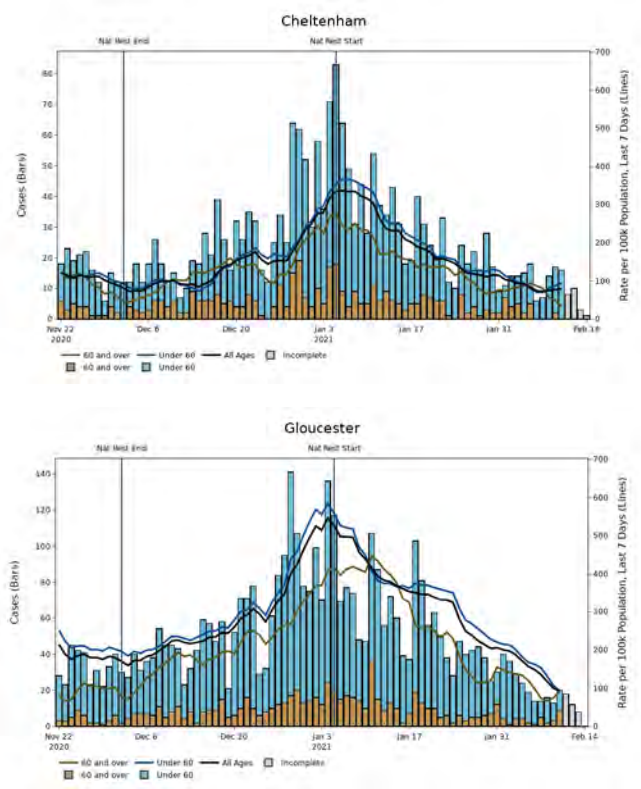 Cheltenham
Nat Rest End
Nat Rest Start
Cases (Bars)
Rate per 100k Population, Last 7 Days (Lines)
80
70
60
50
40
30
20
10
0
700
600
500
400
300
200
100
0
Nov 22
2020
Dec 6
Dec 20
Jan 3
2021
Jan 17
Jan 31
60 and over
Under 60
All Ages
Incomplete
60 and over
Under 60
Gloucester
Nat Rest End
Nat Rest Start
Cases (Bars)
Rate per 100k Population, Last 7 Days (Lines)
140
120
100
80
60
40
20
0
700
600
500
400
300
200
100
0
Nov 22
2020
Dec 6
Dec 20
Jan 3
2021
Jan 17
Jan 31
Feb 14
60 and over
Under 60
All Ages
Incomplete
60 and over
Under 60